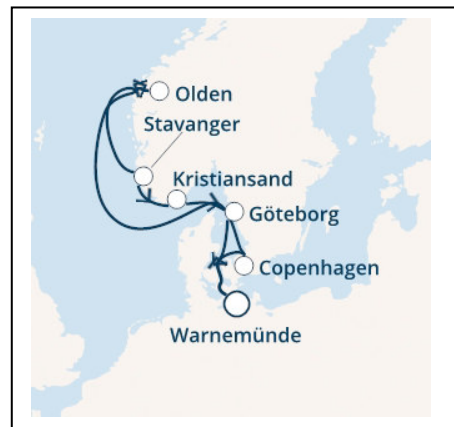 Olden
Stavanger
Kristiansand
Göteborg
Copenhagen
Warnemünde